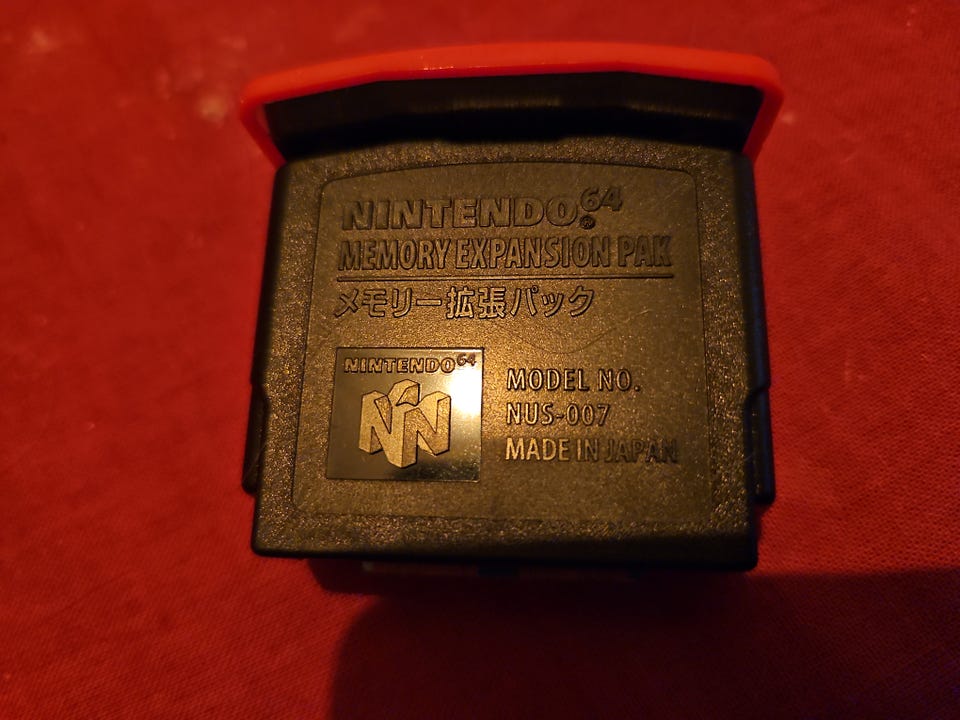 NINTENDO64
®
MEMORY EXPANSION PAK
メモリー拡張パック
NINTENDO64
MODEL NO.
NUS-007
MADE IN JAPAN